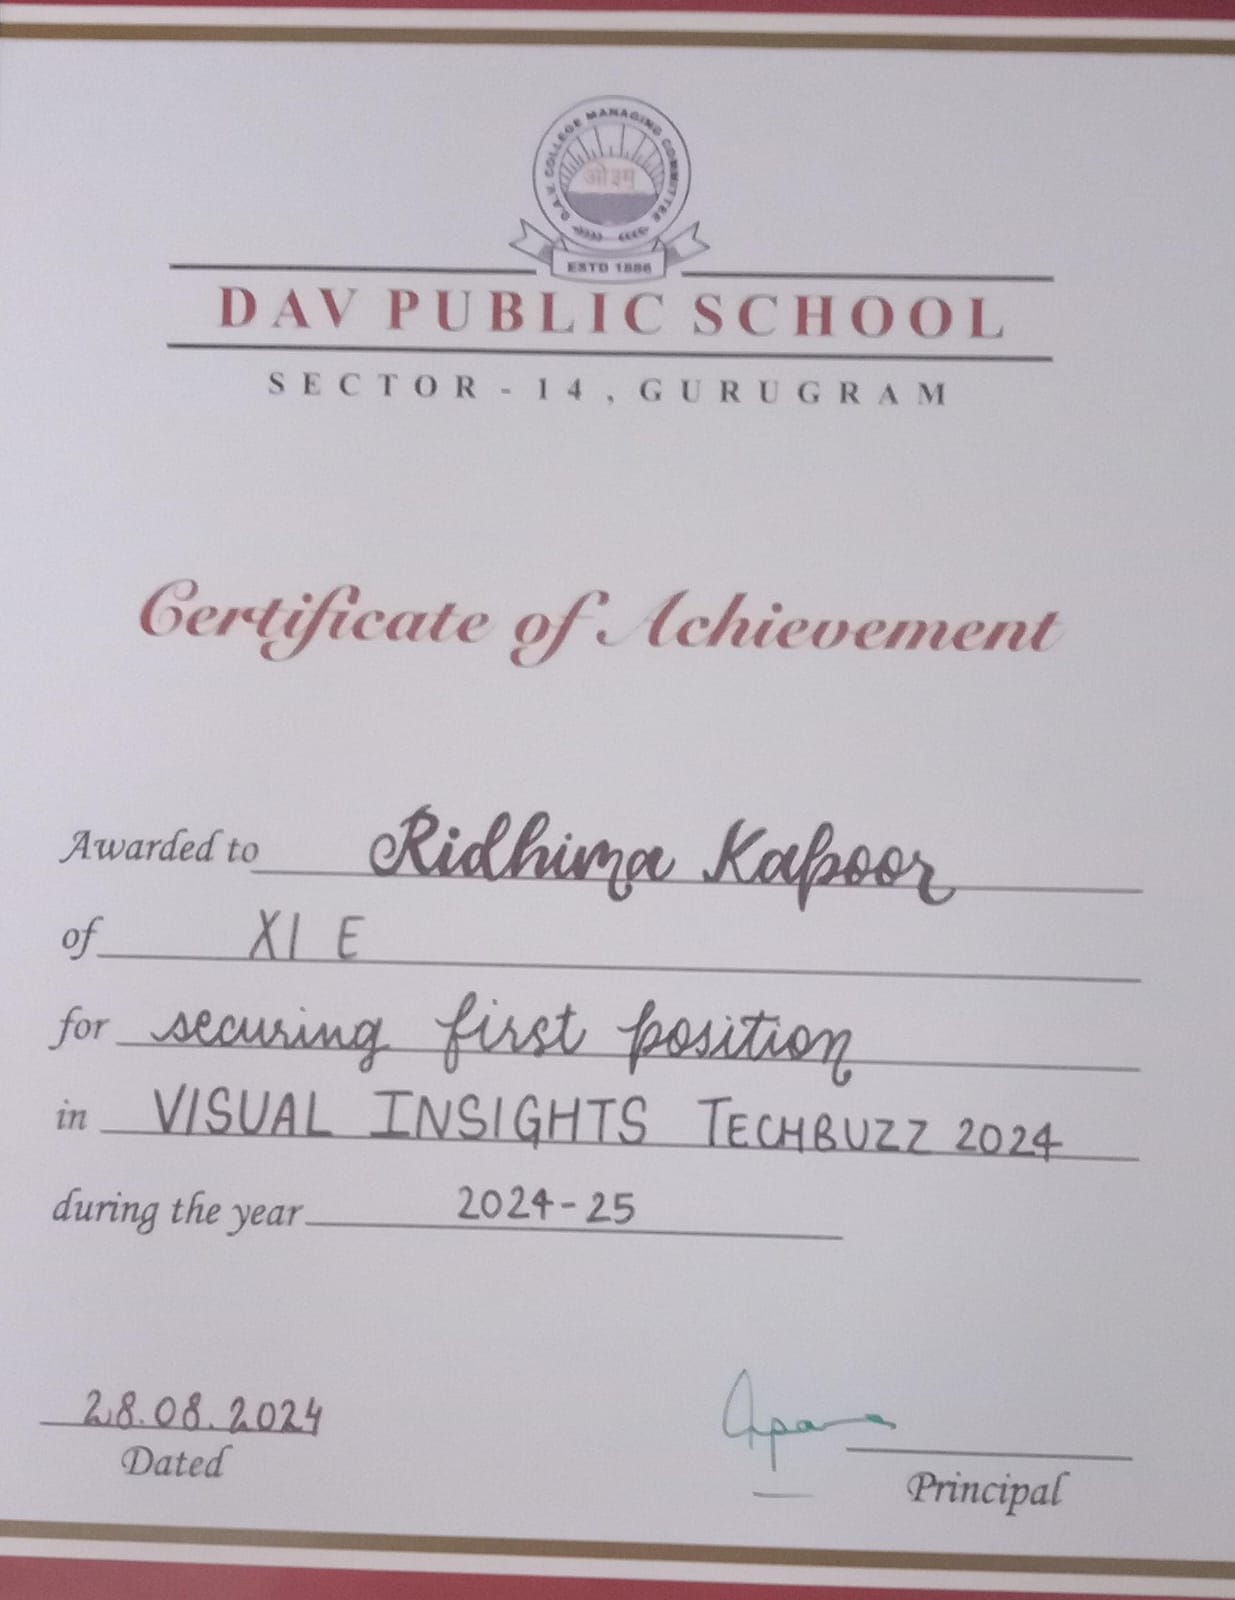 D.A.V. COLLEGE MANAGING COMMITTEE
ओ३म्
ESTD 1886
DAV PUBLIC SCHOOL
SECTOR - 14, GURUGRAM
Certificate of Achievement
Awarded to Ridhima Kapoor
of XI E
for securing first position
in VISUAL INSIGHTS TECHBUZZ 2024
during the year 2024-25
28.08.2024
Dated
Principal